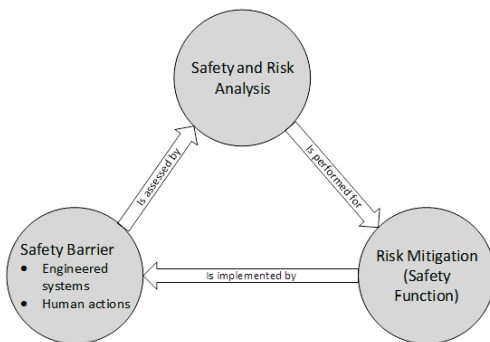 Safety and Risk
Analysis
Is assessed by
Is performed for
Safety Barrier
• Engineered
systems
• Human actions
Is implemented by
Risk Mitigation
(Safety
Function)